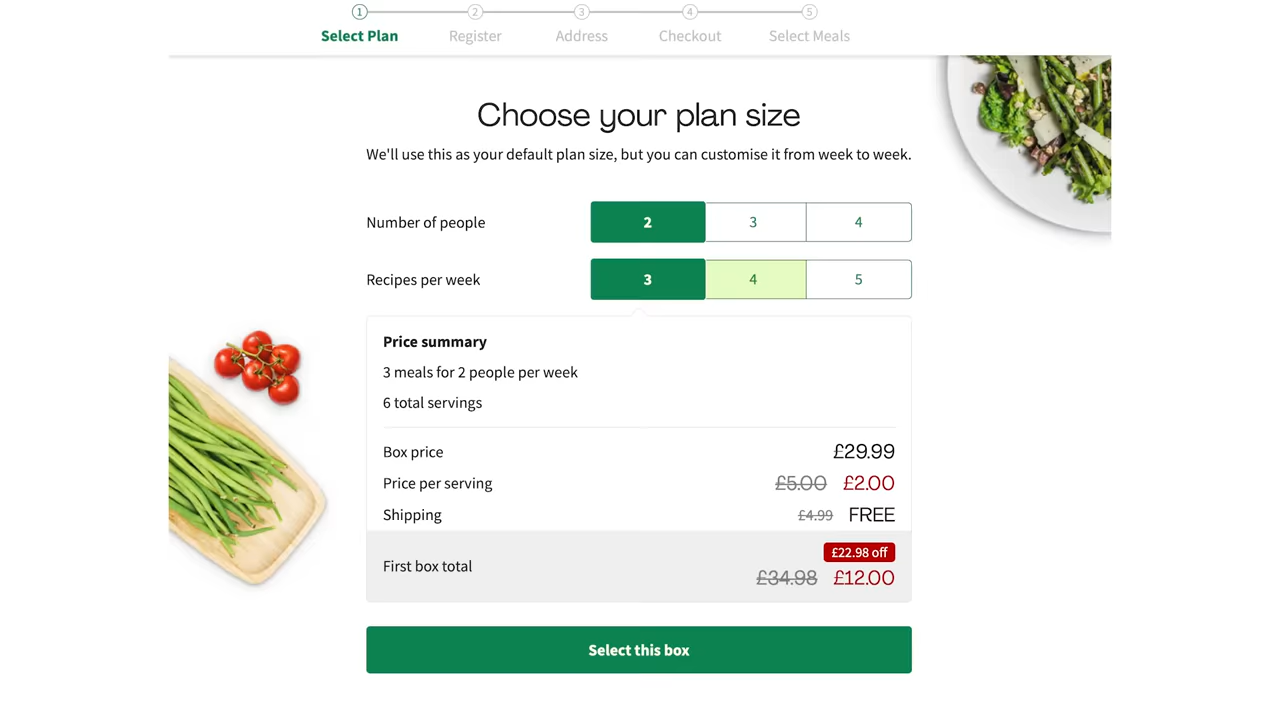 1 2 3 4 5
Select Plan Register Address Checkout Select Meals
Choose your plan size
We'll use this as your default plan size, but you can customise it from week to week.
Number of people 2 3 4
Recipes per week 3 4 5
Price summary
3 meals for 2 people per week
6 total servings
Box price £29.99
Price per serving £5.00 £2.00
Shipping £4.99 FREE
£22.98 off
First box total £34.98 £12.00
Select this box